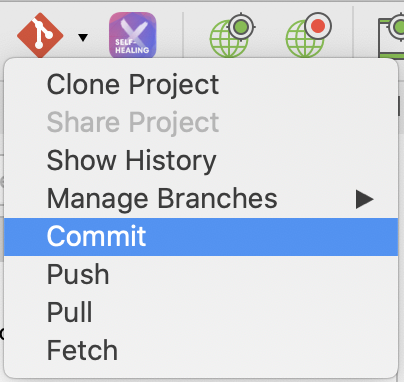 SELF-
HEALING
Clone Project
Share Project
Show History
Manage Branches
Commit
Push
Pull
Fetch